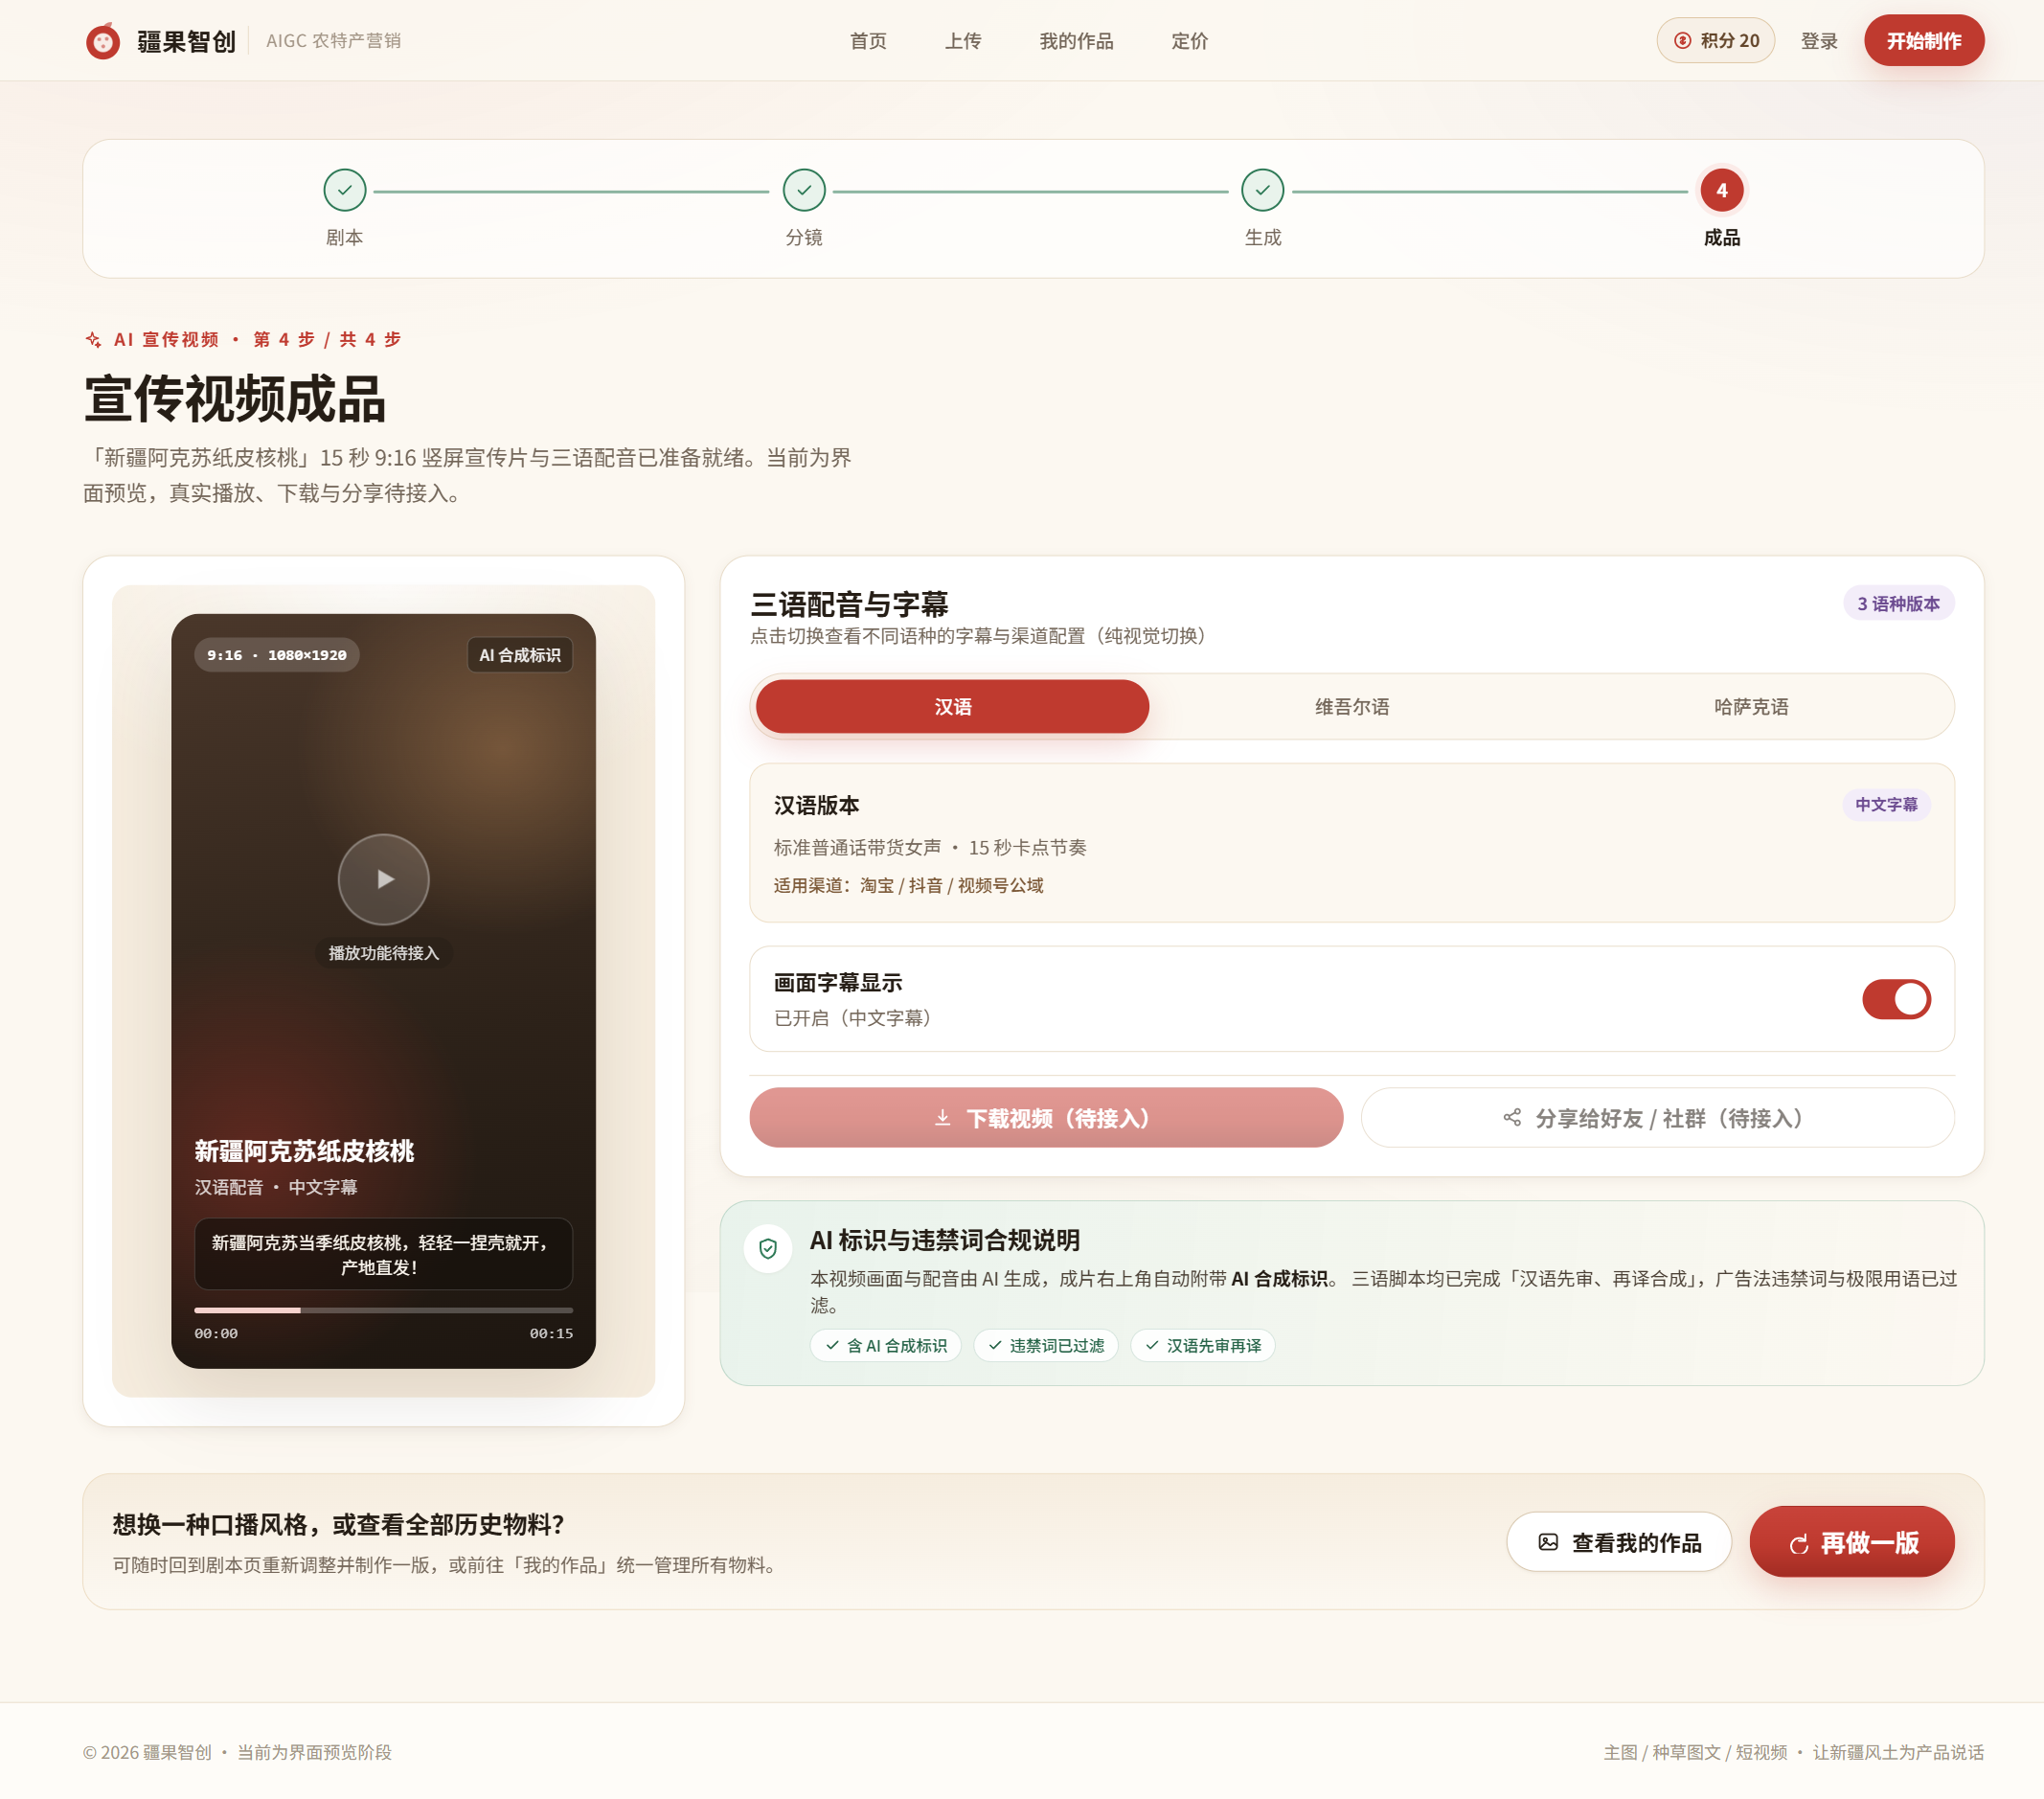 疆果智创
AIGC 农特产营销
首页
上传
我的作品
定价
积分 20
登录
开始制作
剧本
分镜
生成
4
成品
AI 宣传视频 · 第 4 步 / 共 4 步
宣传视频成品
「新疆阿克苏纸皮核桃」15 秒 9:16 竖屏宣传片与三语配音已准备就绪。当前为界
面预览，真实播放、下载与分享待接入。
9:16 · 1080×1920
AI 合成标识
播放功能待接入
新疆阿克苏纸皮核桃
汉语配音 · 中文字幕
新疆阿克苏当季纸皮核桃，轻轻一捏壳就开，
产地直发！
00:00
00:15
三语配音与字幕
3 语种版本
点击切换查看不同语种的字幕与渠道配置（纯视觉切换）
汉语
维吾尔语
哈萨克语
汉语版本
中文字幕
标准普通话带货女声 · 15 秒卡点节奏
适用渠道：淘宝 / 抖音 / 视频号公域
画面字幕显示
已开启（中文字幕）
下载视频（待接入）
分享给好友 / 社群（待接入）
AI 标识与违禁词合规说明
本视频画面与配音由 AI 生成，成片右上角自动附带 AI 合成标识。 三语脚本均已完成「汉语先审、再译合成」，广告法违禁词与极限用语已过
滤。
含 AI 合成标识
违禁词已过滤
汉语先审再译
想换一种口播风格，或查看全部历史物料？
可随时回到剧本页重新调整并制作一版，或前往「我的作品」统一管理所有物料。
查看我的作品
再做一版
© 2026 疆果智创 · 当前为界面预览阶段
主图 / 种草图文 / 短视频 · 让新疆风土为产品说话